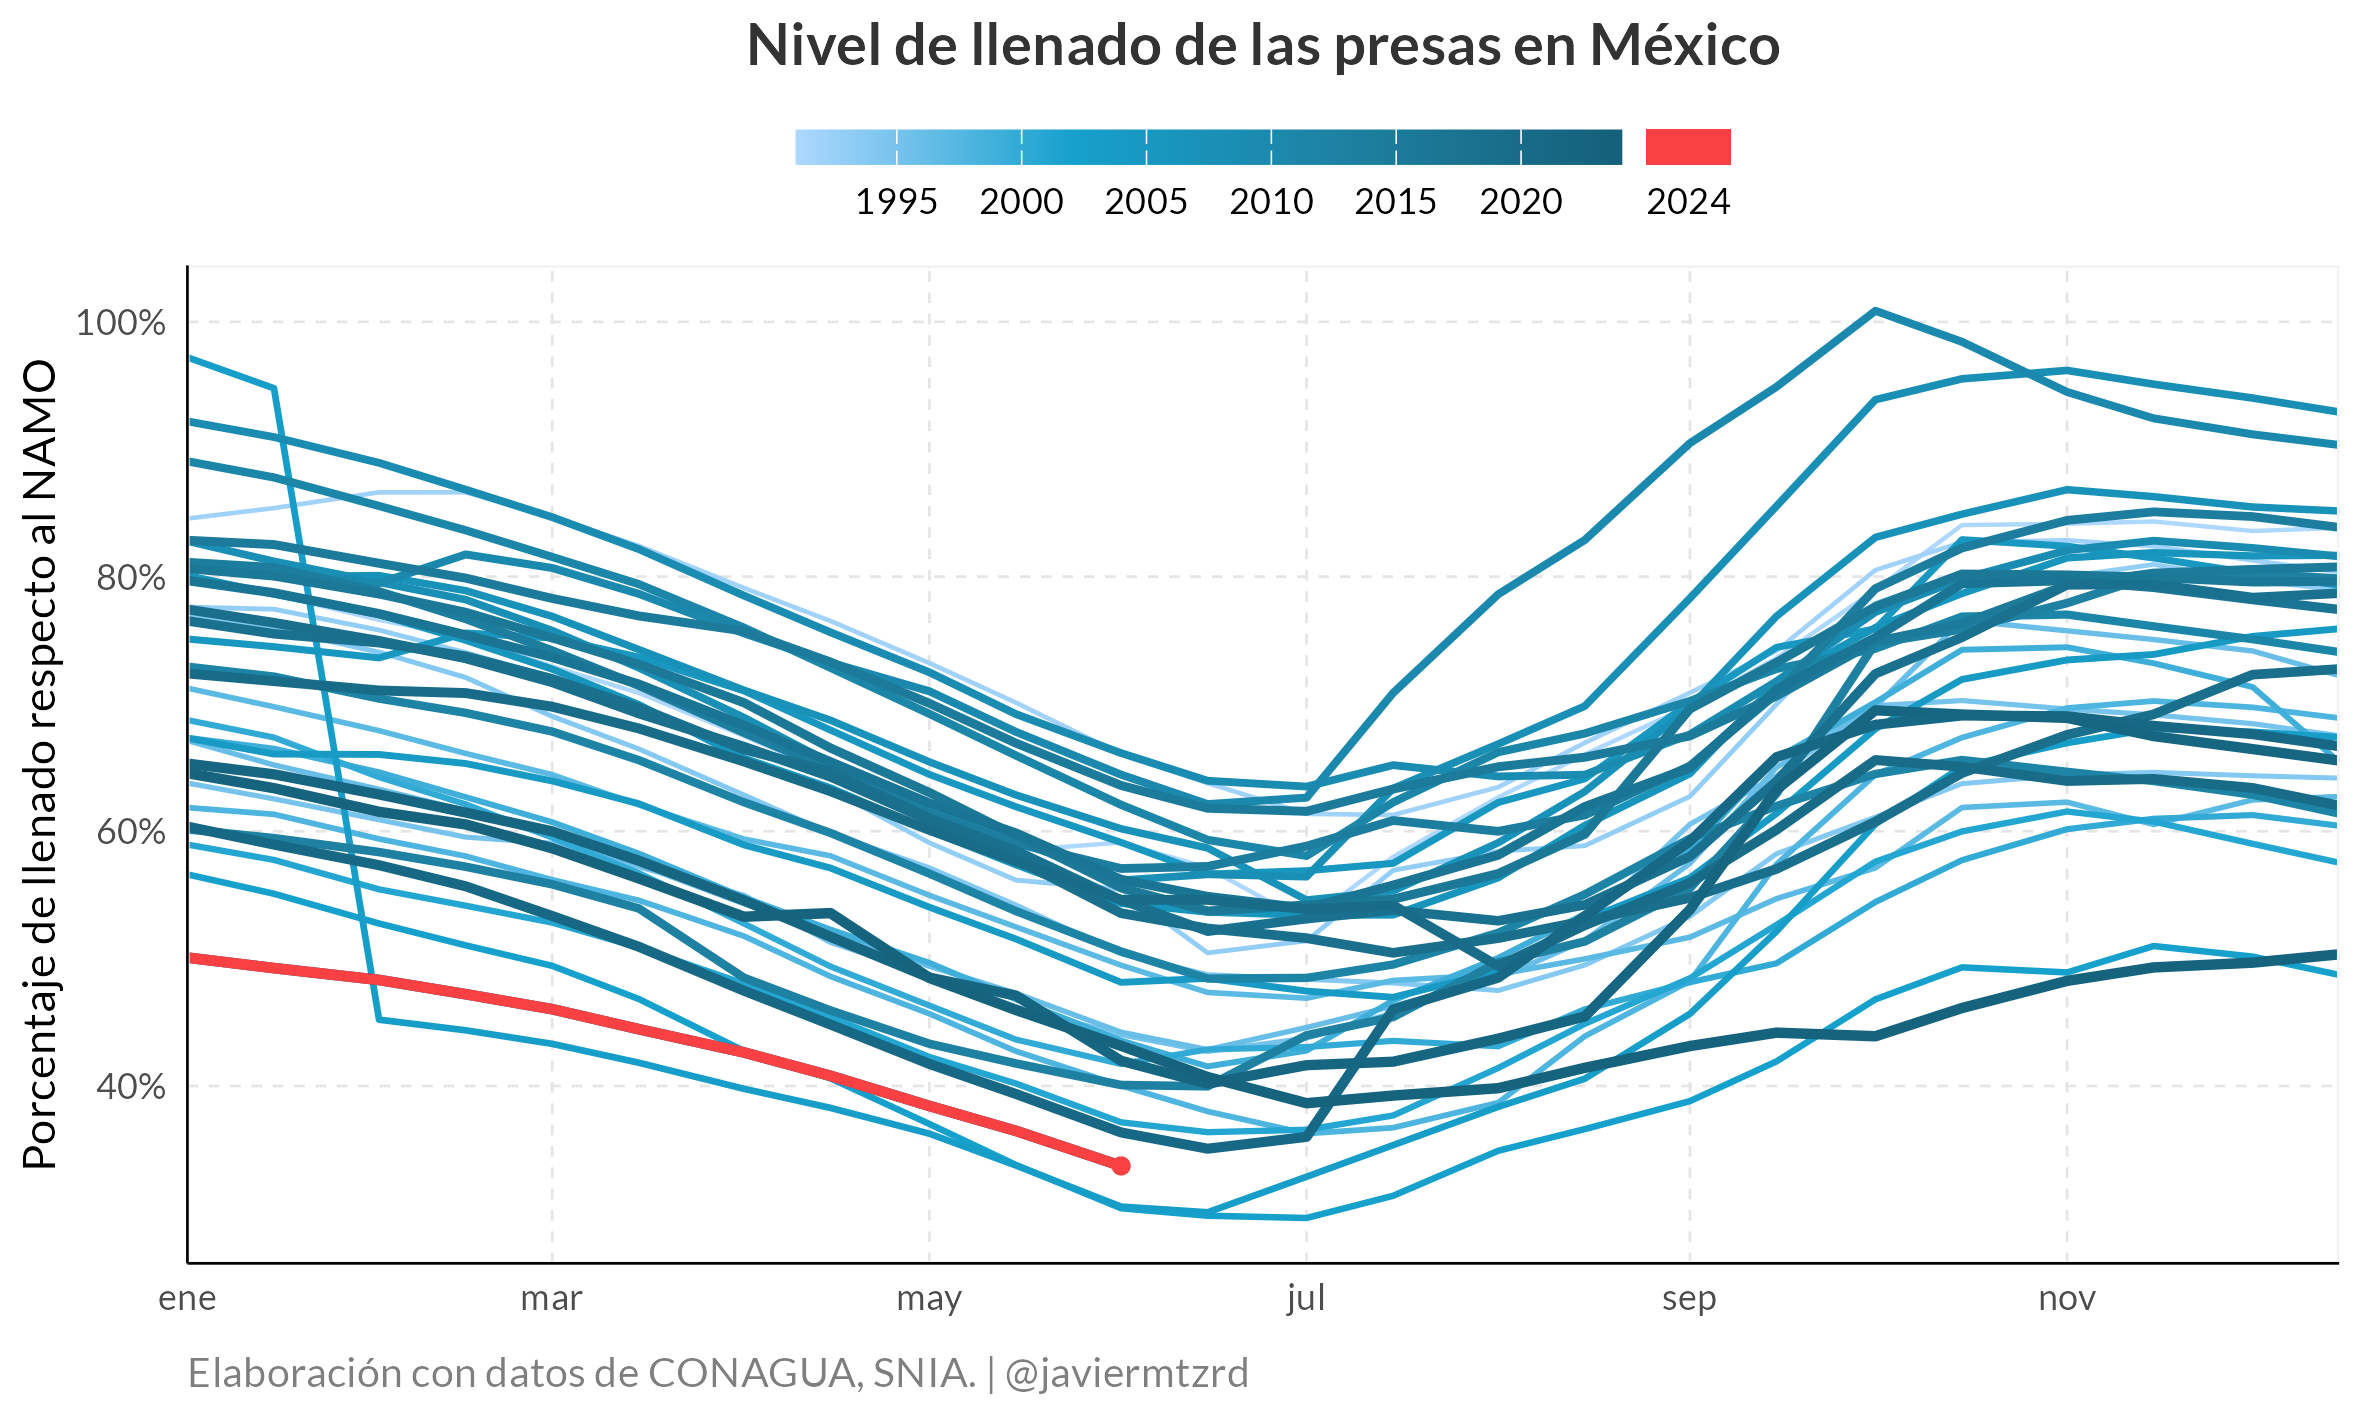 Nivel de llenado de las presas en México
1995 2000 2005 2010 2015 2020 2024
Porcentaje de llenado respecto al NAMO
100%
80%
60%
40%
ene mar may jul sep nov
Elaboración con datos de CONAGUA, SNIA. | @javiermtzrd